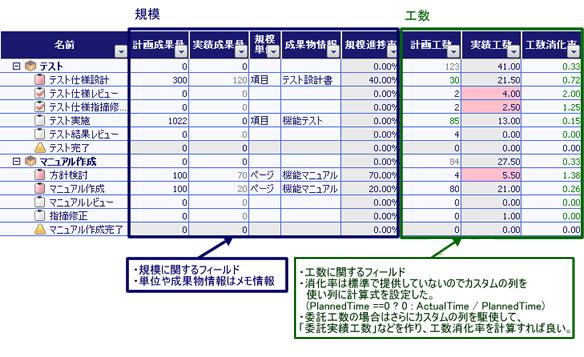 規模
工数
名前 計画成果量 実績成果量 規模単位 成果物情報 規模進捗率 計画工数 実績工数 工数消化率
テスト 0 0 0.00% 123 41.00 0.33
テスト仕様設計 300 120 項目 テスト設計書 40.00% 30 21.50 0.72
テスト仕様レビュー 0 0 0.00% 2 4.00 2.00
テスト仕様指摘修... 0 0 0.00% 2 2.50 1.25
テスト実施 1022 0 項目 機能テスト 0.00% 85 13.00 0.15
テスト結果レビュー 0 0 0.00% 4 0.00 0.00
テスト完了 0 0 0.00% 0 0.00 0.00
マニュアル作成 0 0 0.00% 84 27.50 0.33
方針検討 100 70 ページ 機能マニュアル 70.00% 4 5.50 1.38
マニュアル作成 100 20 ページ 機能マニュアル 20.00% 80 21.00 0.26
マニュアルレビュー 0 0 0.00% 0 0.00 0.00
指摘修正 0 0 0.00% 0 1.00 0.00
マニュアル作成完了 0 0 0.00% 0 0.00 0.00
・規模に関するフィールド
・単位や成果物情報はメモ情報
・工数に関するフィールド
・消化率は標準で提供していないのでカスタムの列を
使い列に計算式を設定した。
(PlannedTime ==0 ? 0 : ActualTime / PlannedTime)
・委託工数の場合はさらにカスタムの列を駆使して、
「委託実績工数」などを作り、工数消化率を計算すれば良い。